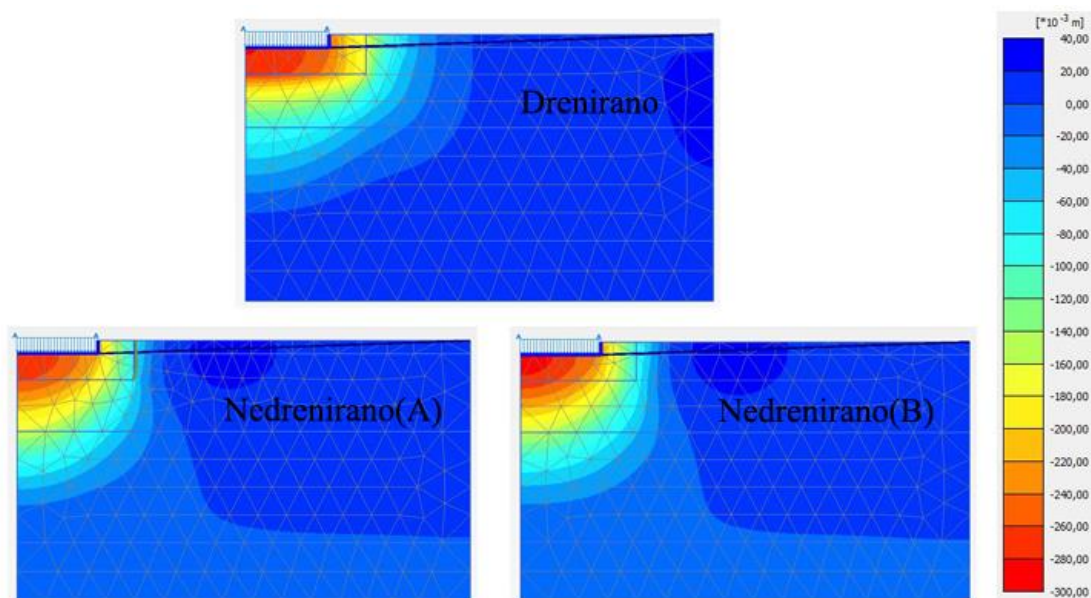 [*10⁻³ m]
A A
Drenirano
40,00
20,00
0,00
-20,00
-40,00
-60,00
-80,00
-100,00
-120,00
-140,00
-160,00
-180,00
-200,00
-220,00
-240,00
-260,00
-280,00
-300,00
A A
Nedrenirano(A)
A A
Nedrenirano(B)